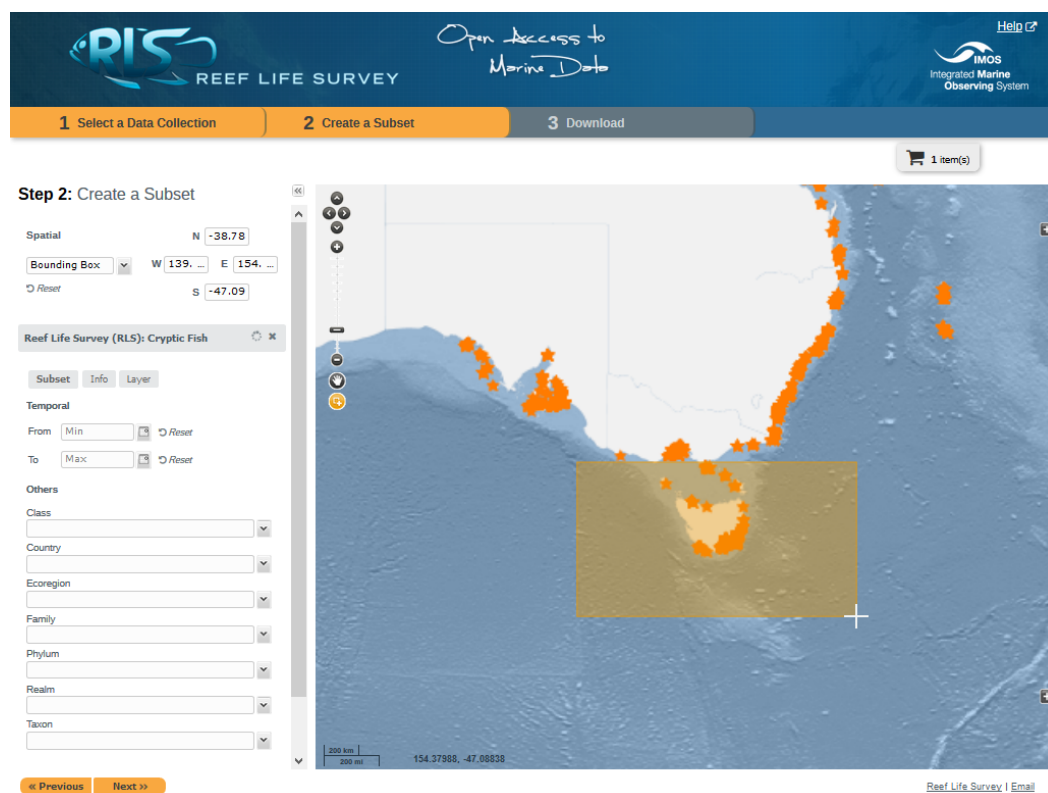 RLS
REEF LIFE SURVEY
Open Access to
Marine Data
Help
IMOS
Integrated Marine
Observing System
1 Select a Data Collection
2 Create a Subset
3 Download
1 item(s)
Step 2: Create a Subset
Spatial
N -38.78
Bounding Box
W 139. ...
E 154. ...
Reset
S -47.09
Reef Life Survey (RLS): Cryptic Fish
Subset
Info
Layer
Temporal
From Min Reset
To Max Reset
Others
Class
Country
Ecoregion
Family
Phylum
Realm
Taxon
200 km
200 mi
154.37988, -47.08838
« Previous
Next »
Reef Life Survey | Email